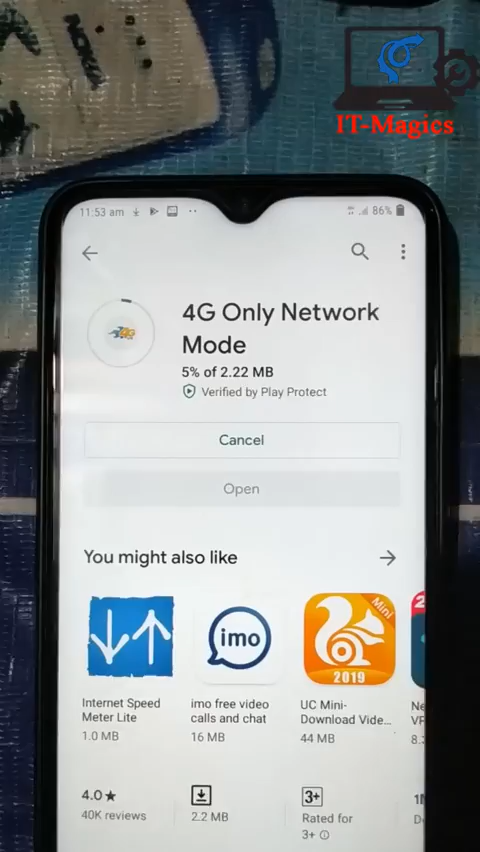 IT-Magics
11:53 am
86%
4G Only Network
Mode
5% of 2.22 MB
Verified by Play Protect
Cancel
Open
You might also like
imo
Mini
2019
Internet Speed
Meter Lite
1.0 MB
imo free video
calls and chat
16 MB
UC Mini-
Download Vide...
44 MB
4.0★
40K reviews
2.2 MB
3+
Rated for
3+